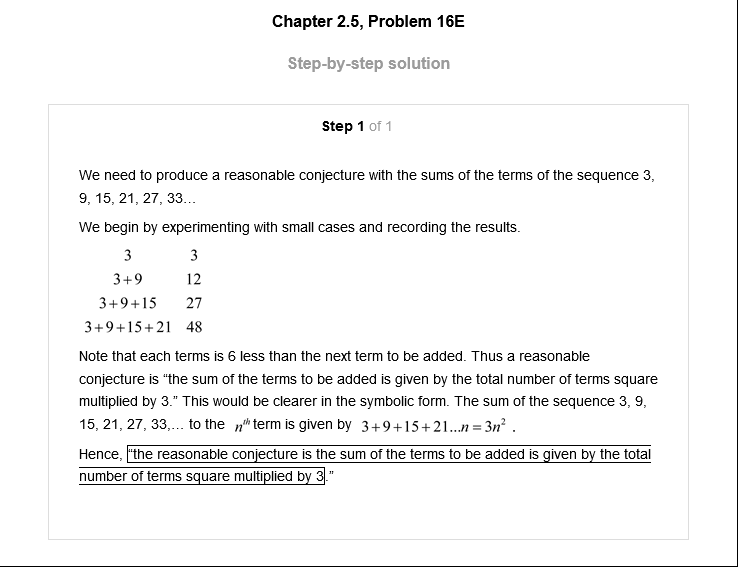 Chapter 2.5, Problem 16E
Step-by-step solution
Step 1 of 1
We need to produce a reasonable conjecture with the sums of the terms of the sequence 3,
9, 15, 21, 27, 33…
We begin by experimenting with small cases and recording the results.
3 3
3+9 12
3+9+15 27
3+9+15+21 48
Note that each terms is 6 less than the next term to be added. Thus a reasonable
conjecture is “the sum of the terms to be added is given by the total number of terms square
multiplied by 3.” This would be clearer in the symbolic form. The sum of the sequence 3, 9,
15, 21, 27, 33,… to the nᵗʰ term is given by 3+9+15+21...n = 3n² .
Hence, “the reasonable conjecture is the sum of the terms to be added is given by the total
number of terms square multiplied by 3.”